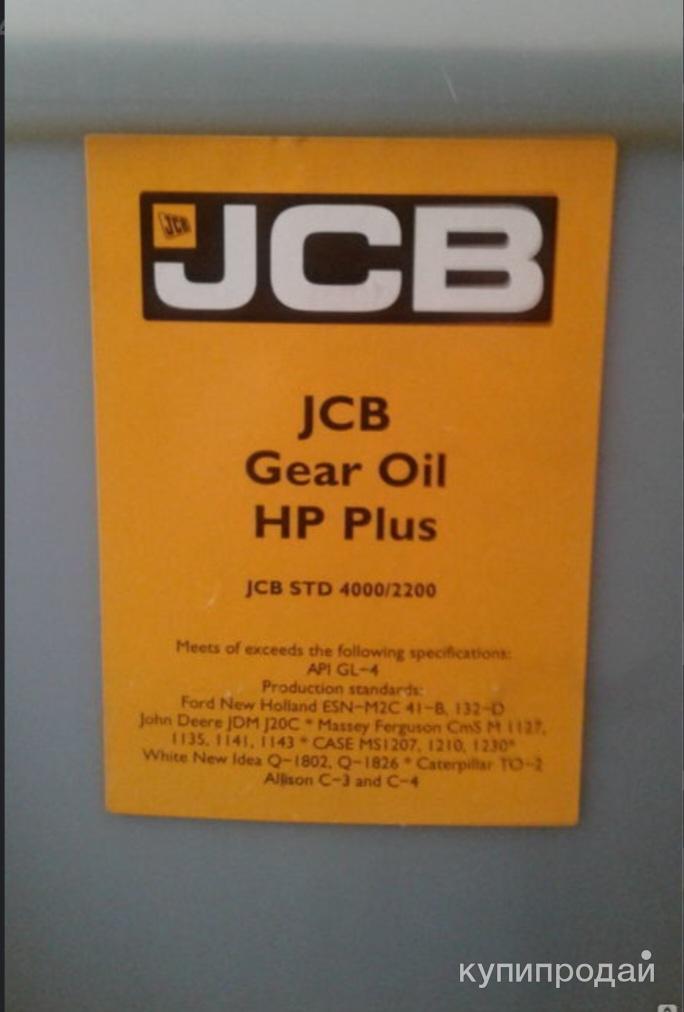 JCB
JCB
JCB
Gear Oil
HP Plus
JCB STD 4000/2200
Meets of exceeds the following specifications:
API GL-4
Production standards:
Ford New Holland ESN-M2C 41-B, 132-D
John Deere JDM J20C * Massey Ferguson CmS M 1127,
1135, 1141, 1143 * CASE MS1207, 1210, 1230*
White New Idea Q-1802, Q-1826 * Caterpillar TO-2
Allison C-3 and C-4
купипродай